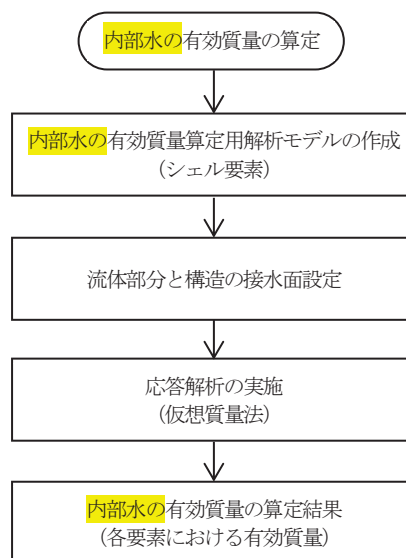 内部水の有効質量の算定
内部水の有効質量算定用解析モデルの作成
(シェル要素)
流体部分と構造の接水面設定
応答解析の実施
(仮想質量法)
内部水の有効質量の算定結果
(各要素における有効質量)